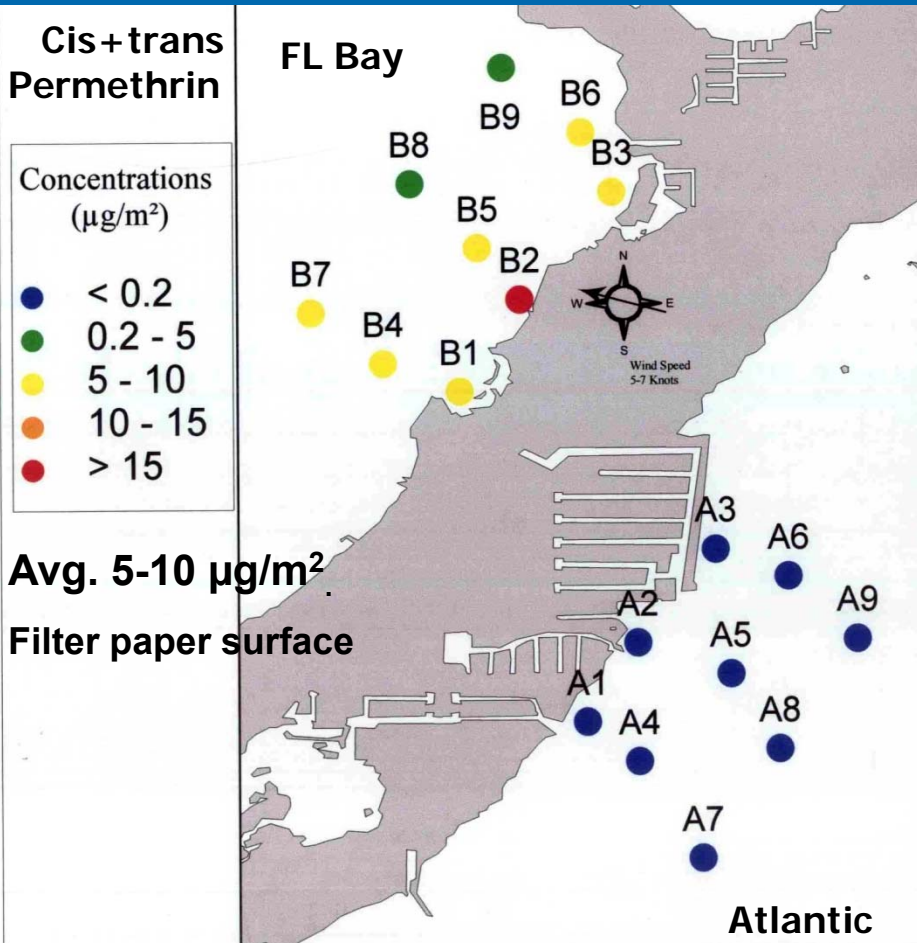 Cis+trans
Permethrin
Concentrations
(µg/m²)
< 0.2
0.2 - 5
5 - 10
10 - 15
> 15
Avg. 5-10 µg/m²
.
Filter paper surface
FL Bay
B9
B6
B8
B3
B5
B2
B7
B4
B1
N
W
E
S
Wind Speed
5-7 Knots
A3
A6
A9
A2
A5
A1
A4
A8
A7
Atlantic